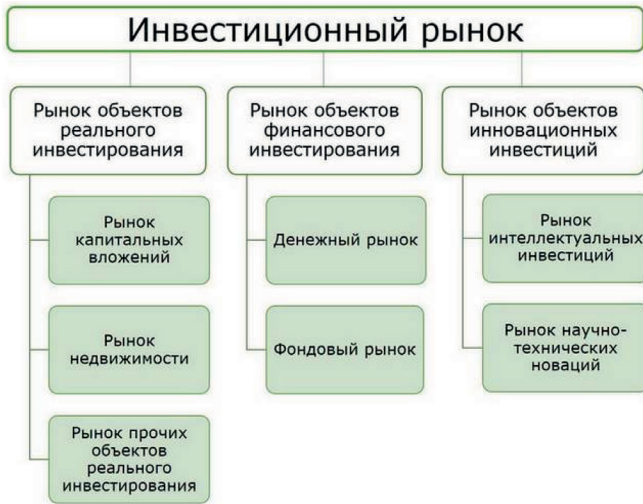 Инвестиционный рынок
Рынок объектов
реального
инвестирования
Рынок
капитальных
вложений
Рынок
недвижимости
Рынок прочих
объектов
реального
инвестирования
Рынок объектов
финансового
инвестирования
Денежный рынок
Фондовый рынок
Рынок объектов
инновационных
инвестиций
Рынок
интеллектуальных
инвестиций
Рынок научно-
технических
новаций